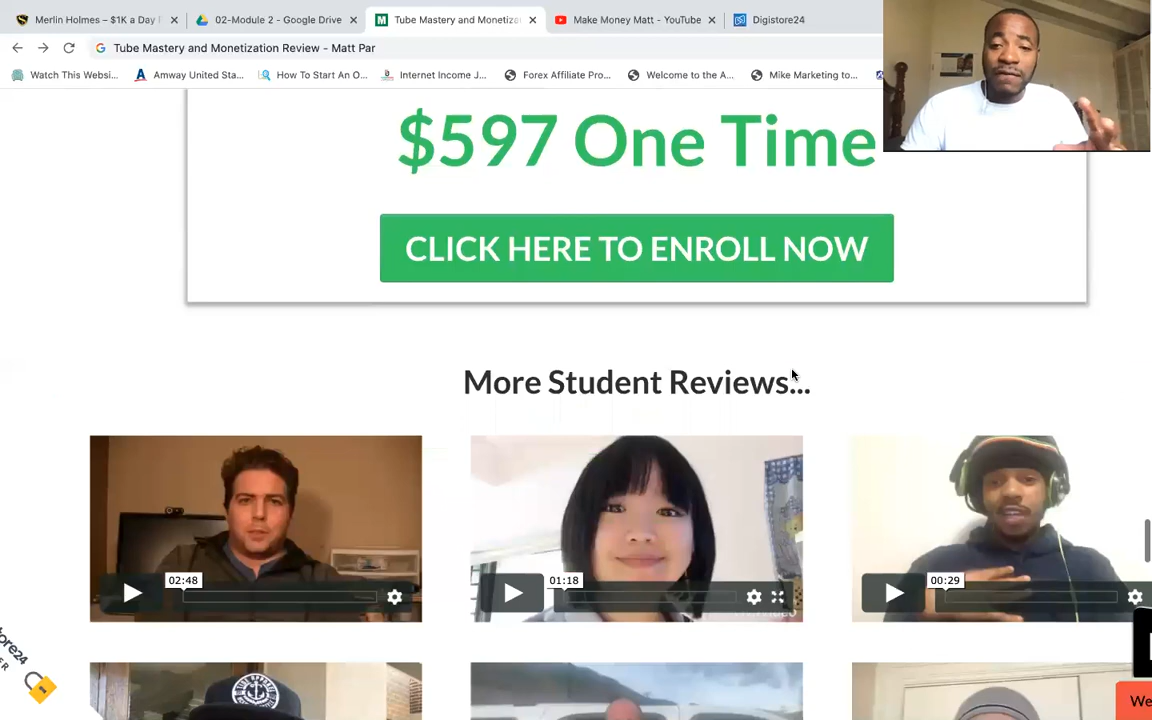 Merlin Holmes – $1K a Day
02-Module 2 - Google Drive
Tube Mastery and Monetiza
Make Money Matt - YouTube
Digistore24
Tube Mastery and Monetization Review - Matt Par
Watch This Websi...
Amway United Sta...
How To Start An O...
Internet Income J...
Forex Affiliate Pro...
Welcome to the A...
Mike Marketing to...
$597 One Time
CLICK HERE TO ENROLL NOW
More Student Reviews...
02:48
01:18
00:29
We